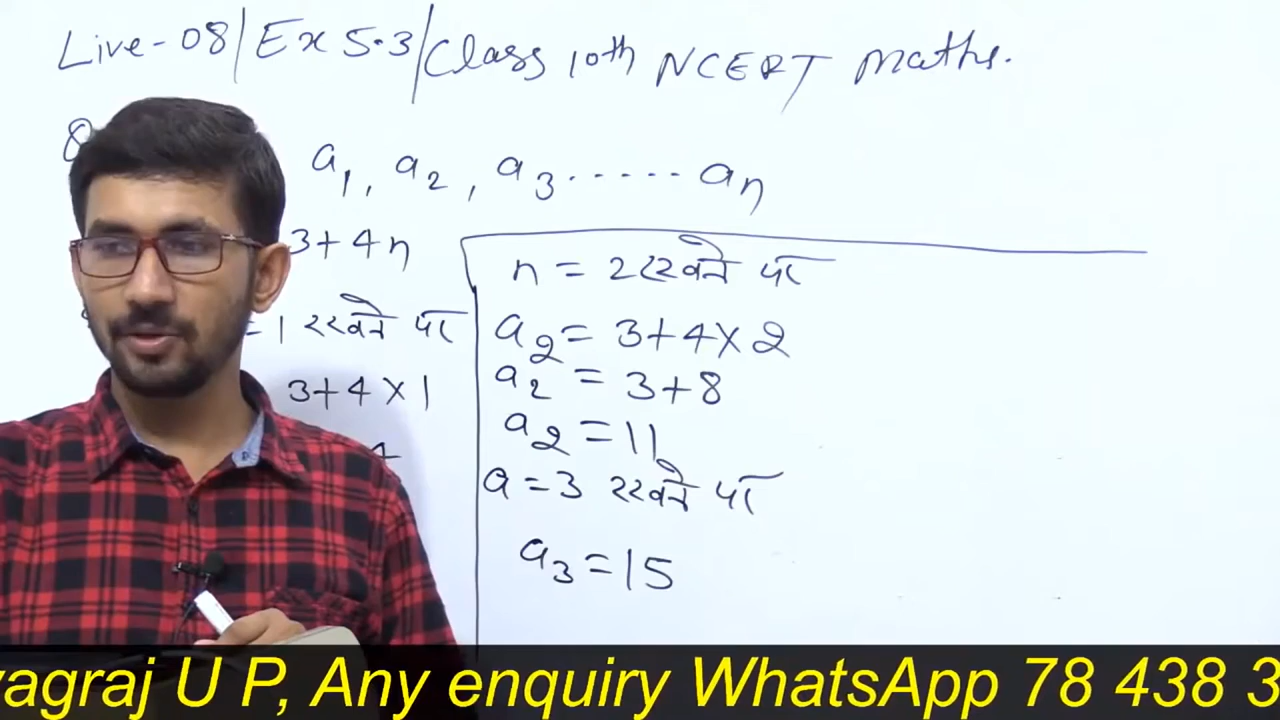 Live-08/Ex 5.3/Class 10th NCERT Maths.
a1, a2, a3 ...... an
3+4n
= 1 रखने पर
3+4×1
n = 2 रखने पर
a2 = 3+4×2
a2 = 3+8
a2 = 11
a = 3 रखने पर
a3 = 15
yagraj U P, Any enquiry WhatsApp 78 438 3